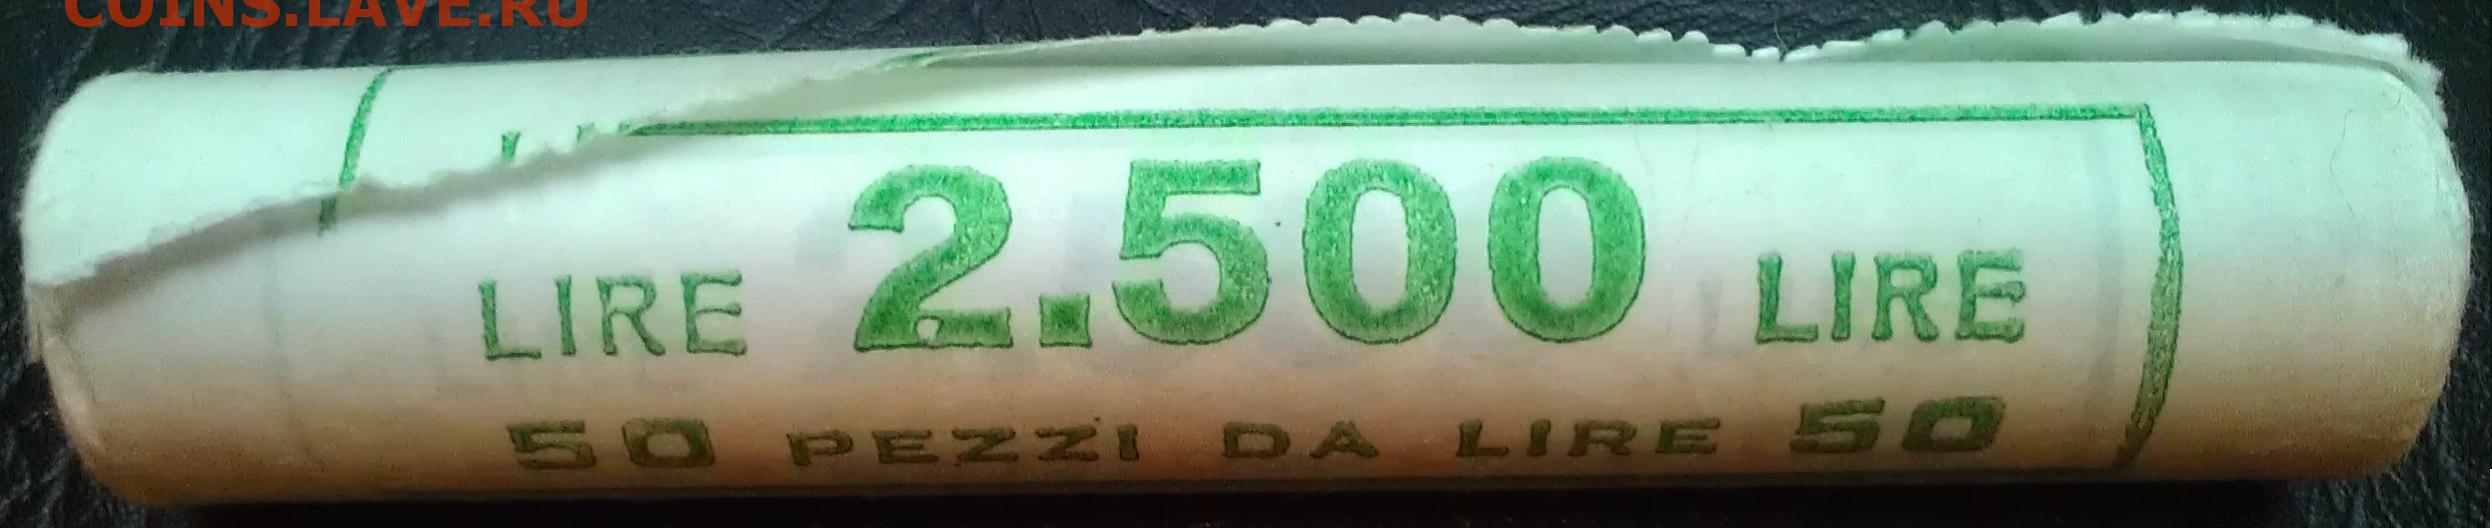 COINS.LAVE.RU
LIRE 2.500 LIRE
50 PEZZI DA LIRE 50